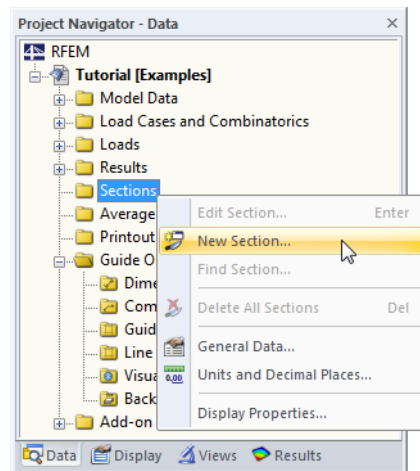 Project Navigator - Data
RFEM
Tutorial [Examples]
Model Data
Load Cases and Combinatorics
Loads
Results
Sections
Average
Edit Section... Enter
Printout
New Section...
Guide O
Find Section...
Dime
Com
Delete All Sections Del
Guid
Line
General Data...
Visua
0,00 Units and Decimal Places...
Back
Add-on
Display Properties...
Data Display Views Results